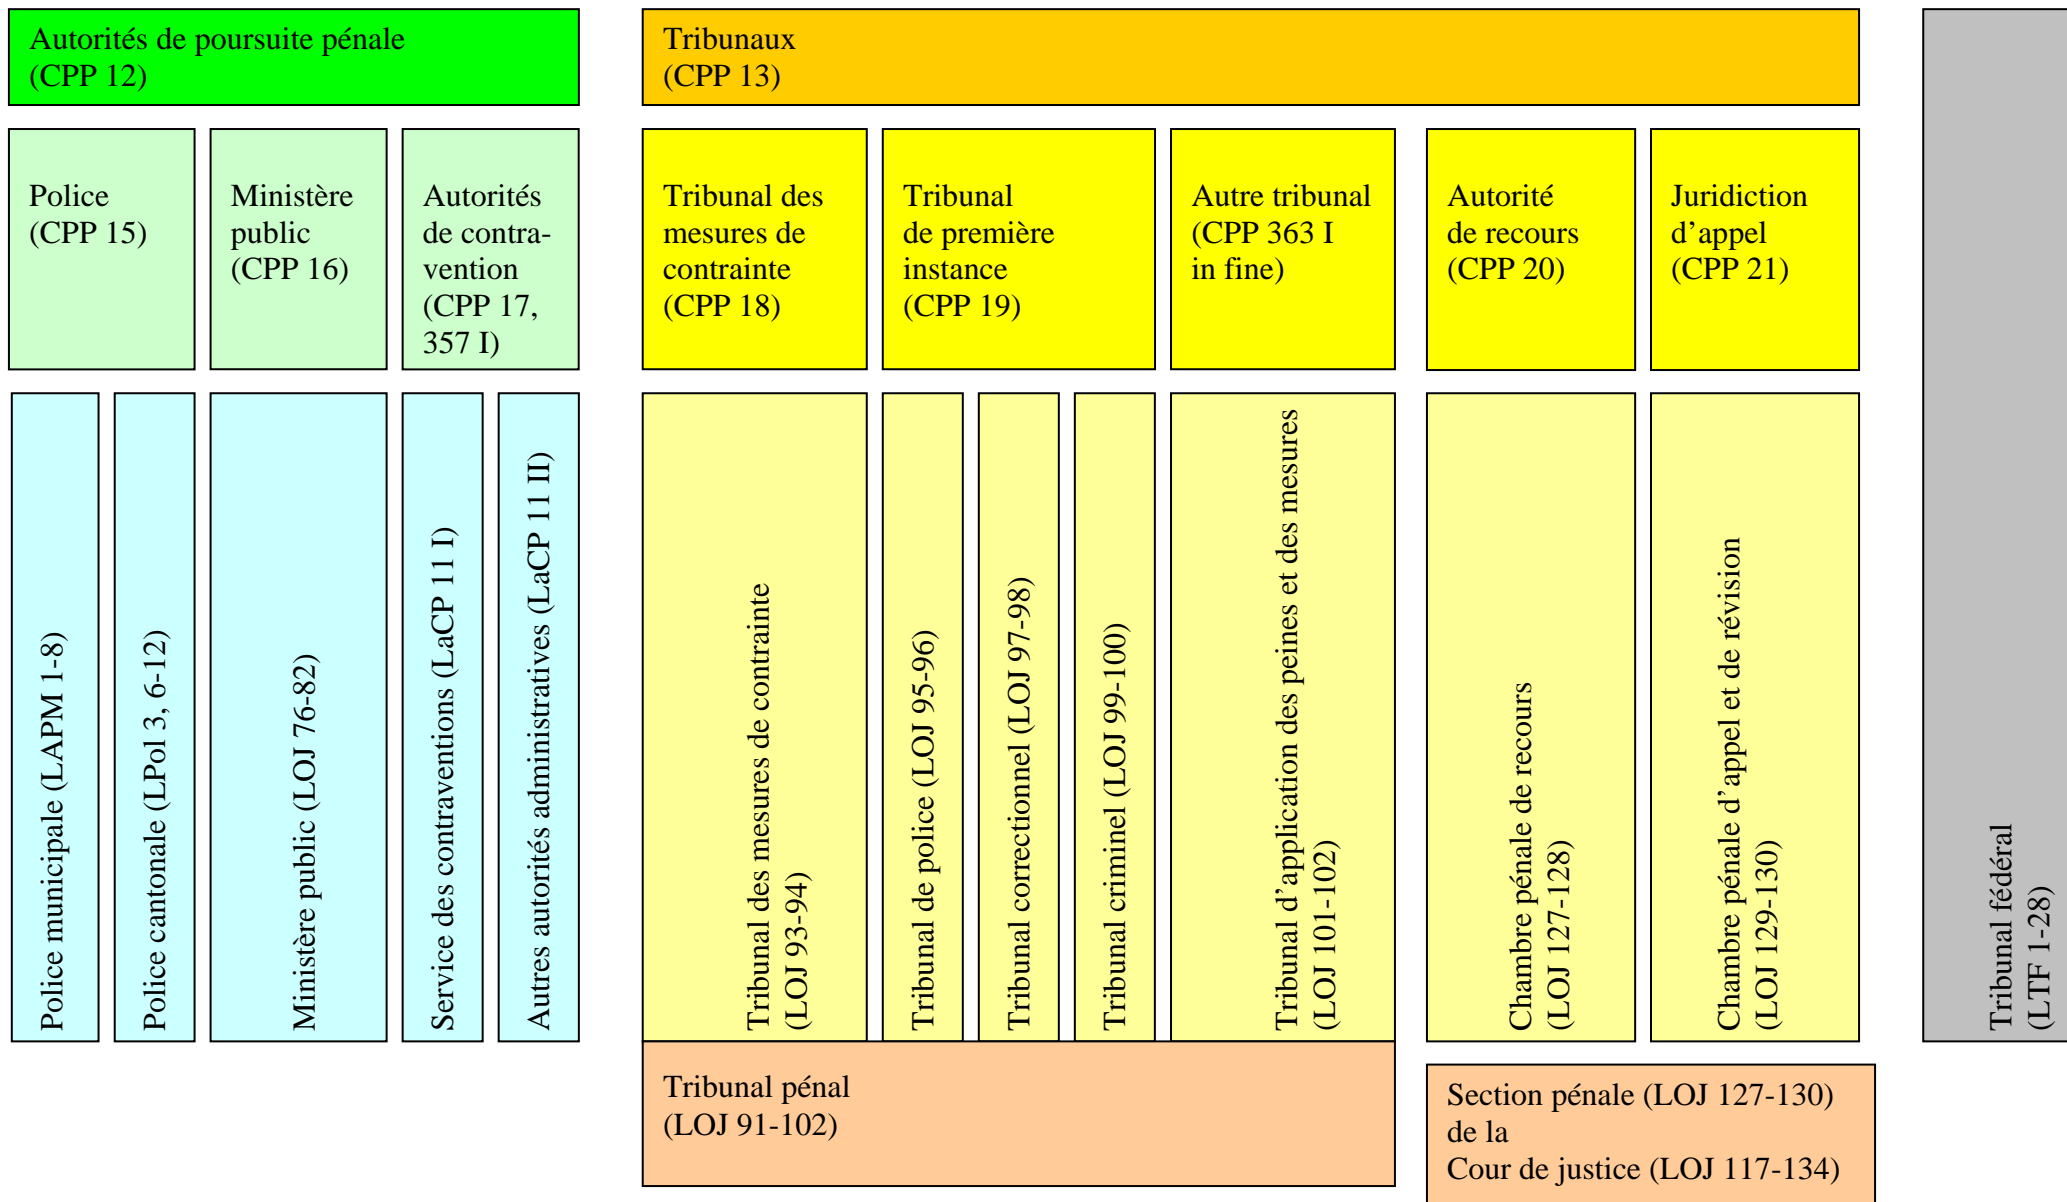 Autorités de poursuite pénale
(CPP 12)
Tribunaux
(CPP 13)
Police
(CPP 15)
Ministère
public
(CPP 16)
Autorités
de contra-
vention
(CPP 17,
357 I)
Tribunal des
mesures de
contrainte
(CPP 18)
Tribunal
de première
instance
(CPP 19)
Autre tribunal
(CPP 363 I
in fine)
Autorité
de recours
(CPP 20)
Juridiction
d’appel
(CPP 21)
Police municipale (LAPM 1-8)
Police cantonale (LPol 3, 6-12)
Ministère public (LOJ 76-82)
Service des contraventions (LaCP 11 I)
Autres autorités administratives (LaCP 11 II)
Tribunal des mesures de contrainte
(LOJ 93-94)
Tribunal de police (LOJ 95-96)
Tribunal correctionnel (LOJ 97-98)
Tribunal criminel (LOJ 99-100)
Tribunal d’application des peines et des mesures
(LOJ 101-102)
Chambre pénale de recours
(LOJ 127-128)
Chambre pénale d’appel et de révision
(LOJ 129-130)
Tribunal fédéral
(LTF 1-28)
Tribunal pénal
(LOJ 91-102)
Section pénale (LOJ 127-130)
de la
Cour de justice (LOJ 117-134)